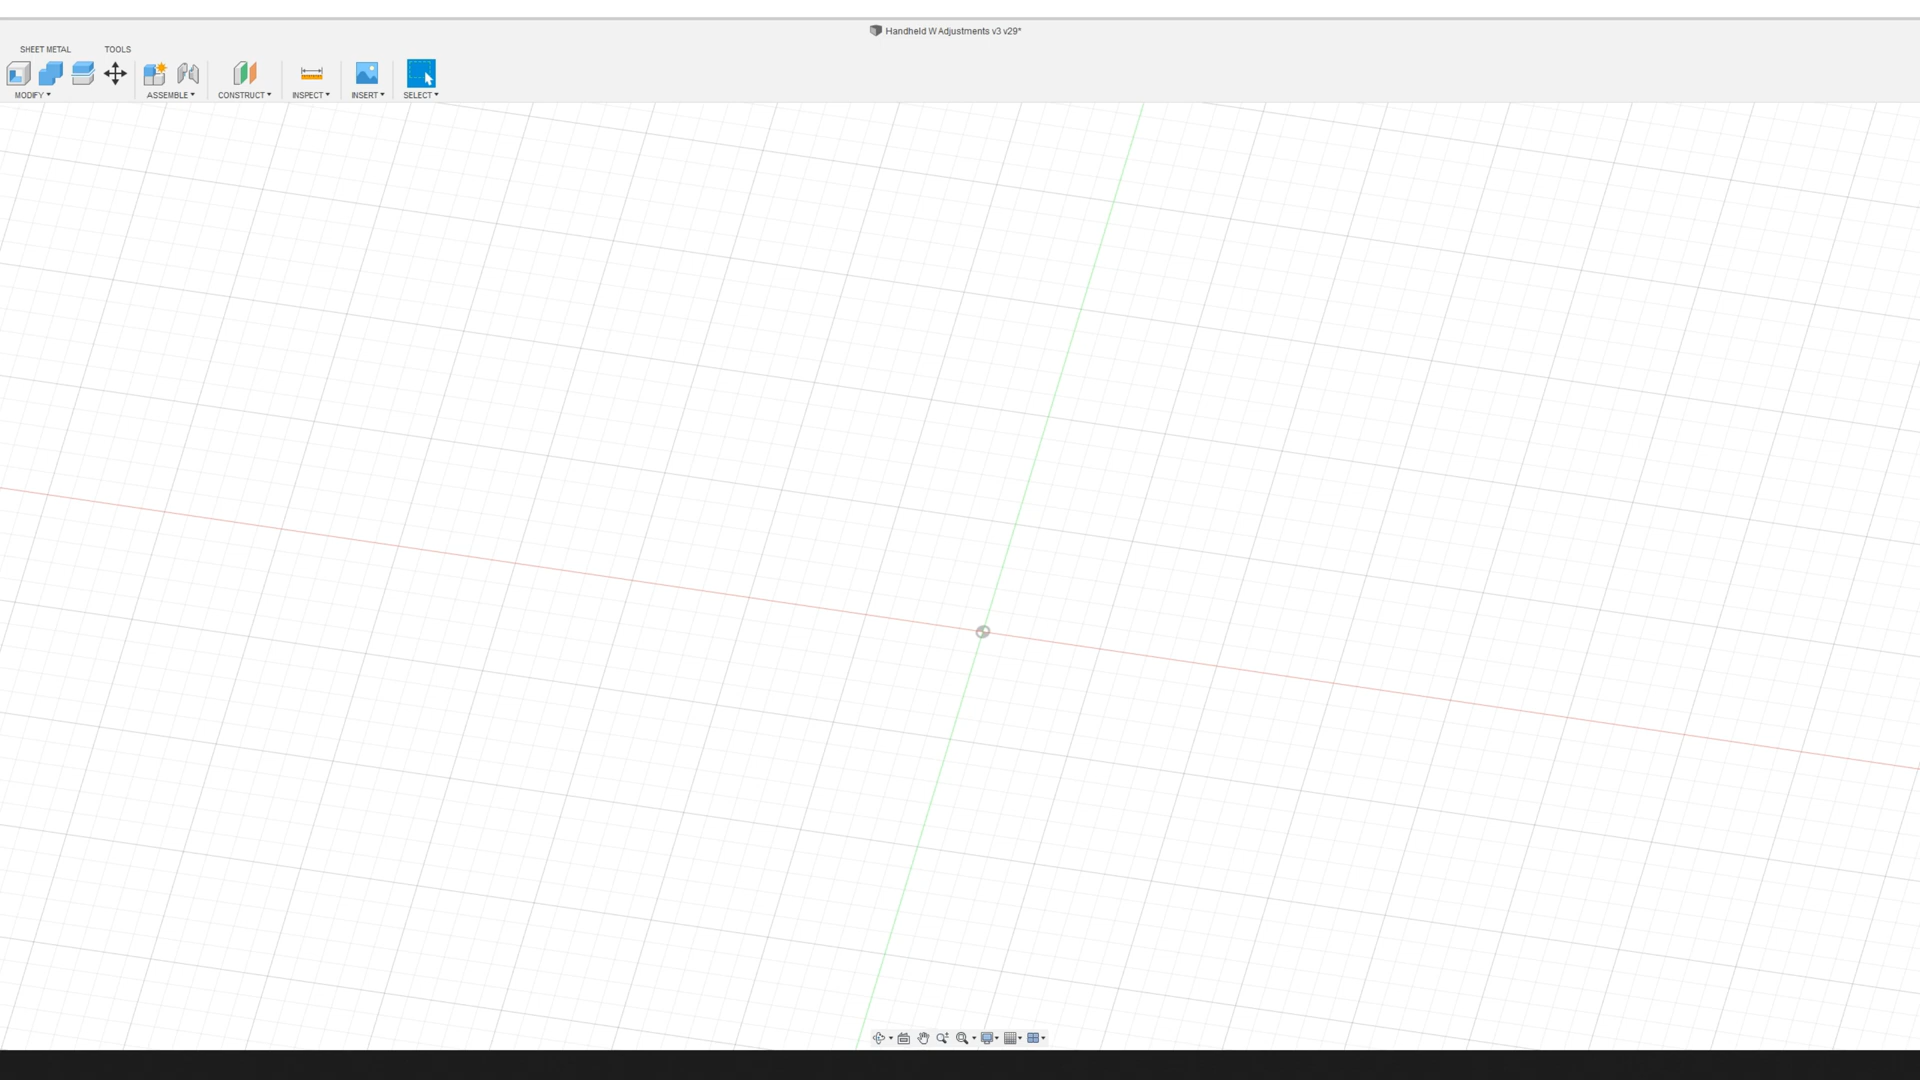 Handheld W Adjustments v3 v29*
SHEET METAL
TOOLS
MODIFY
ASSEMBLE
CONSTRUCT
INSPECT
INSERT
SELECT